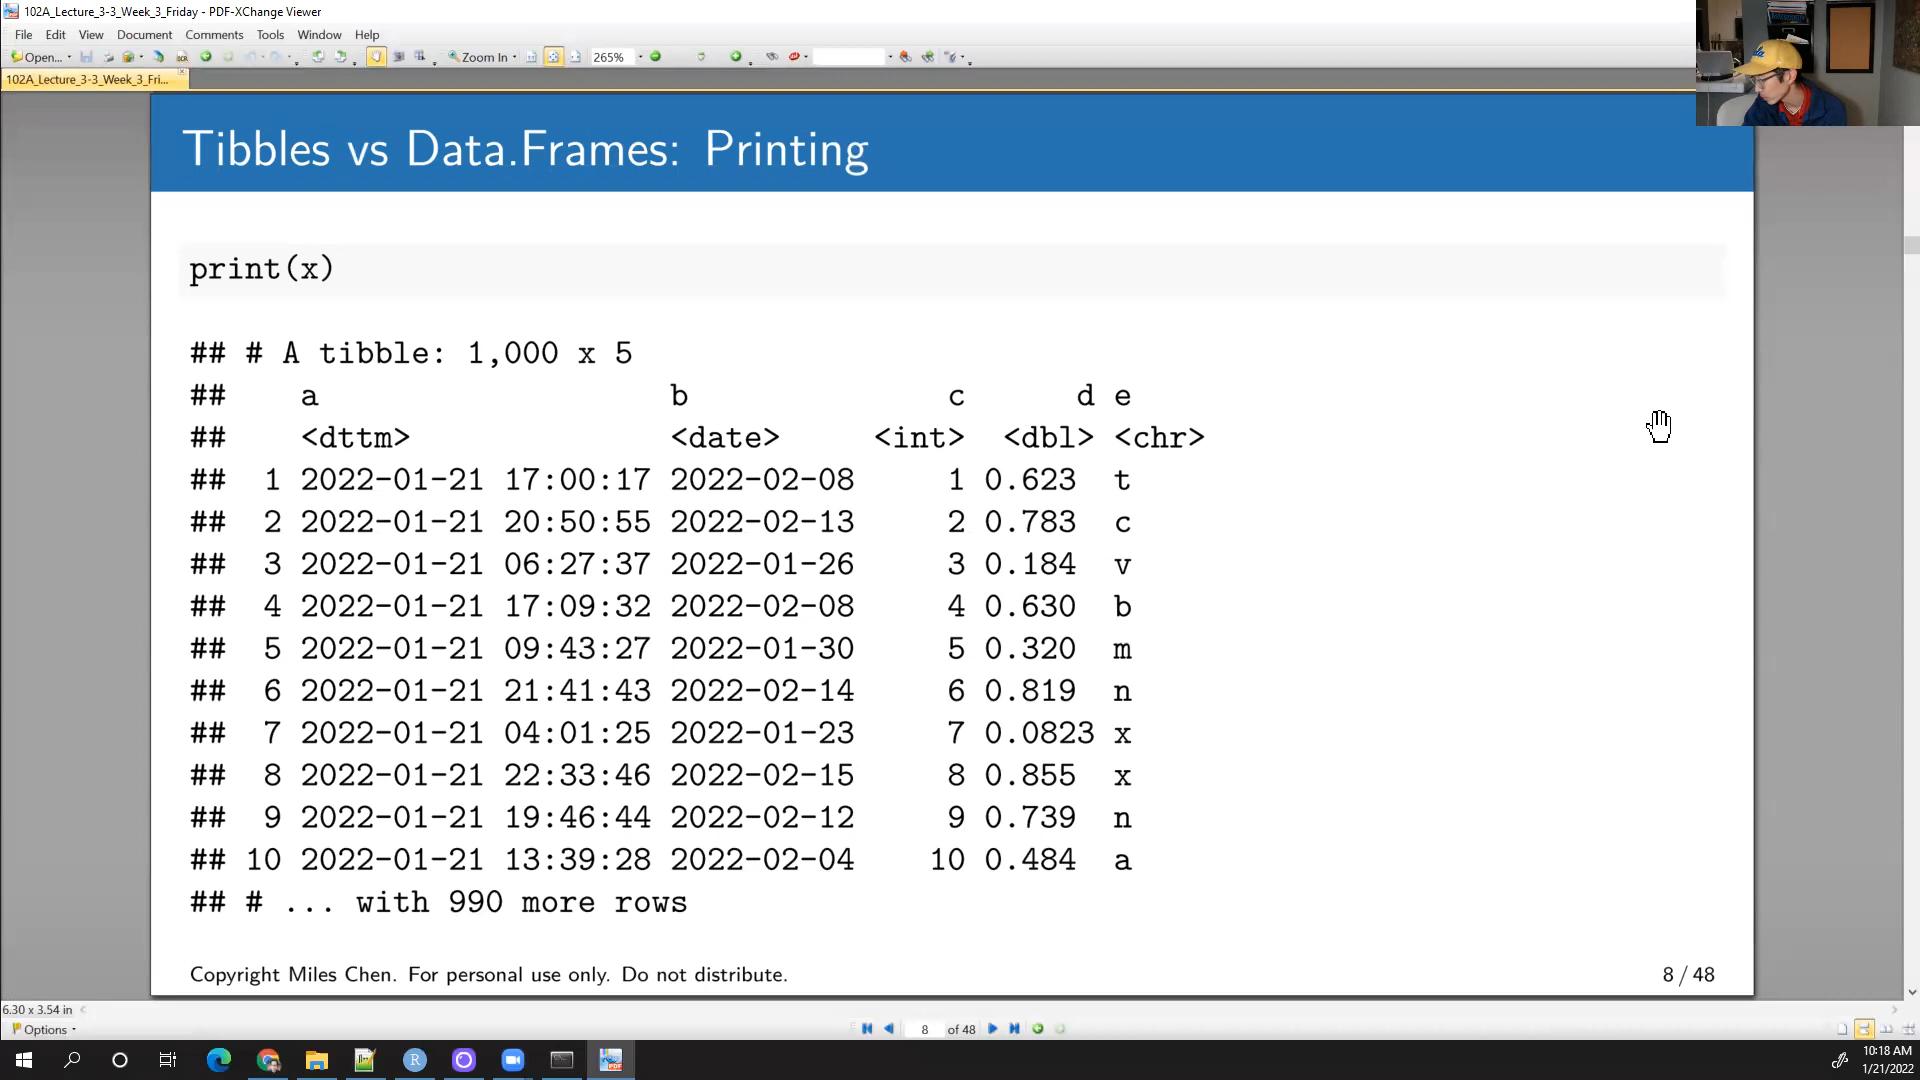 102A_Lecture_3-3_Week_3_Friday - PDF-XChange Viewer
File Edit View Document Comments Tools Window Help
Open... Zoom In 265%
102A_Lecture_3-3_Week_3_Fri...
Tibbles vs Data.Frames: Printing
print(x)
## # A tibble: 1,000 x 5
## a b c d e
## <dttm> <date> <int> <dbl> <chr>
## 1 2022-01-21 17:00:17 2022-02-08 1 0.623 t
## 2 2022-01-21 20:50:55 2022-02-13 2 0.783 c
## 3 2022-01-21 06:27:37 2022-01-26 3 0.184 v
## 4 2022-01-21 17:09:32 2022-02-08 4 0.630 b
## 5 2022-01-21 09:43:27 2022-01-30 5 0.320 m
## 6 2022-01-21 21:41:43 2022-02-14 6 0.819 n
## 7 2022-01-21 04:01:25 2022-01-23 7 0.0823 x
## 8 2022-01-21 22:33:46 2022-02-15 8 0.855 x
## 9 2022-01-21 19:46:44 2022-02-12 9 0.739 n
## 10 2022-01-21 13:39:28 2022-02-04 10 0.484 a
## # ... with 990 more rows
Copyright Miles Chen. For personal use only. Do not distribute. 8 / 48
6.30 x 3.54 in
Options 8 of 48
10:18 AM
1/21/2022